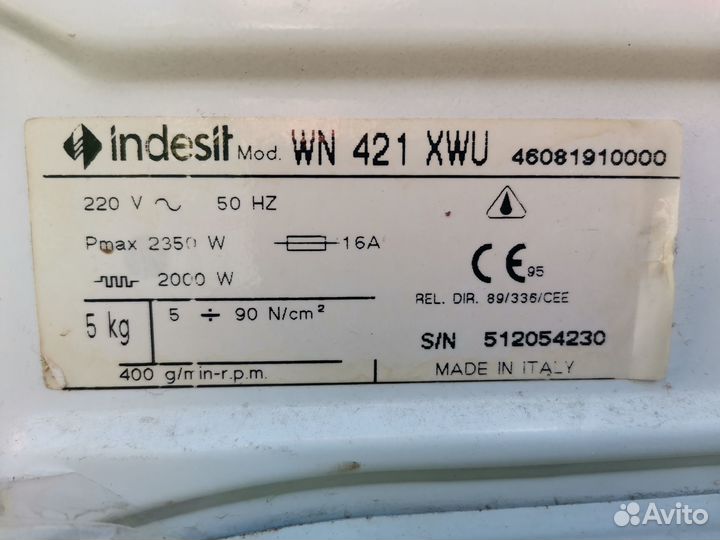 indesit Mod. WN 421 XWU 46081910000
220 V ~ 50 HZ
Pmax 2350 W 16A
2000 W
CE 95
REL. DIR. 89/336/CEE
5 kg 5 ÷ 90 N/cm²
S/N 512054230
400 g/min-r.p.m. MADE IN ITALY
Avito